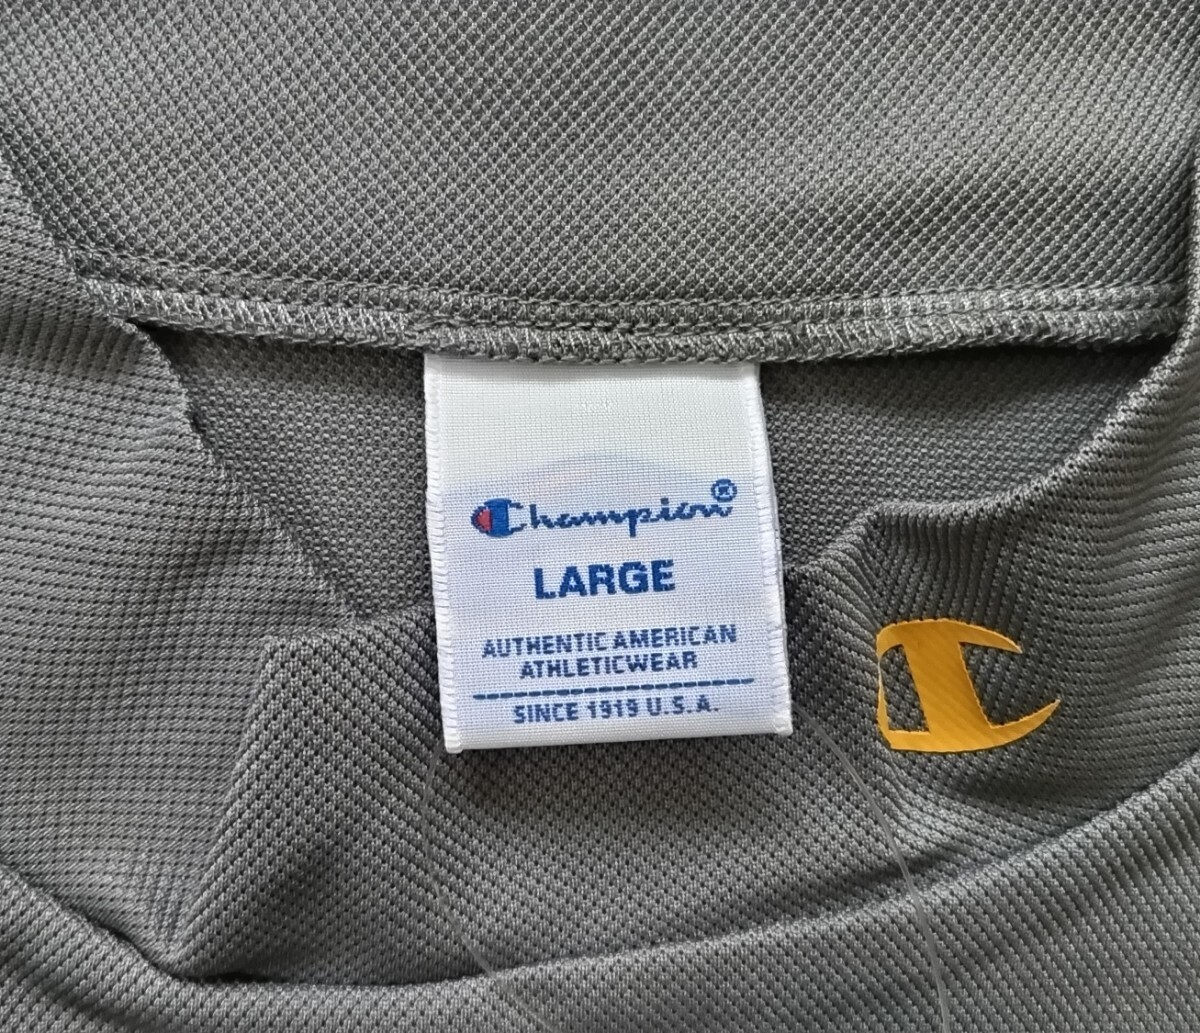 Champion®
LARGE
AUTHENTIC AMERICAN
ATHLETICWEAR
SINCE 1919 U.S.A.
C